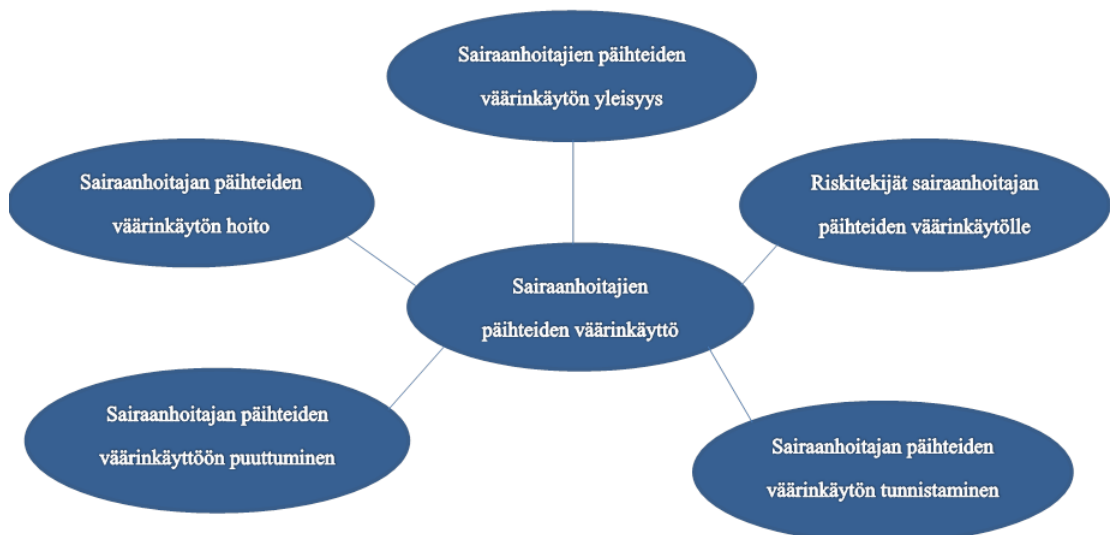 Sairaanhoitajien päihteiden
väärinkäytön yleisyys
Sairaanhoitajan päihteiden
väärinkäytön hoito
Riskitekijät sairaanhoitajan
päihteiden väärinkäytölle
Sairaanhoitajien
päihteiden väärinkäyttö
Sairaanhoitajan päihteiden
väärinkäyttöön puuttuminen
Sairaanhoitajan päihteiden
väärinkäytön tunnistaminen